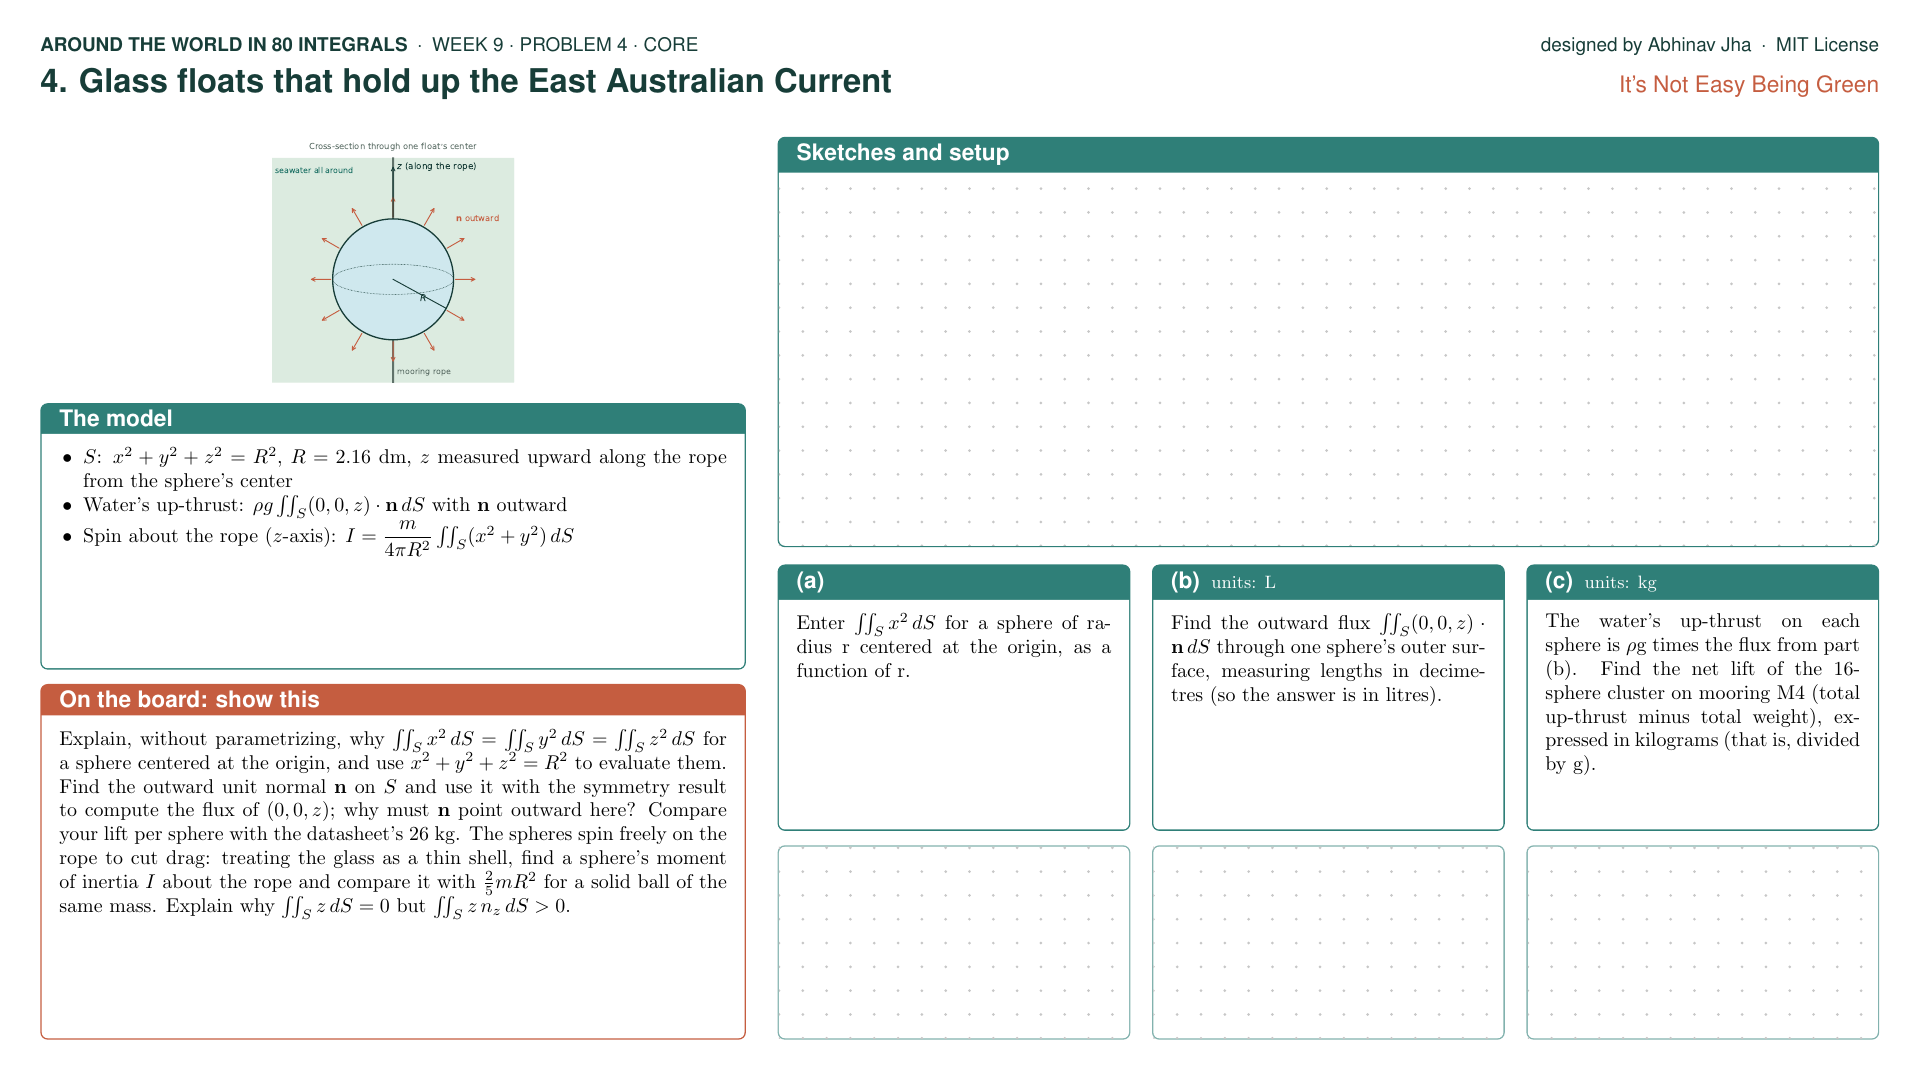 AROUND THE WORLD IN 80 INTEGRALS · WEEK 9 · PROBLEM 4 · CORE
designed by Abhinav Jha · MIT License
4. Glass floats that hold up the East Australian Current
It's Not Easy Being Green
Cross-section through one float's center
seawater all around
z (along the rope)
n outward
R
mooring rope
The model
• S: x² + y² + z² = R², R = 2.16 dm, z measured upward along the rope
from the sphere's center
• Water's up-thrust: ρg ∬_S (0, 0, z) · n dS with n outward
• Spin about the rope (z-axis): I = m/(4πR²) ∬_S (x² + y²) dS
On the board: show this
Explain, without parametrizing, why ∬_S x² dS = ∬_S y² dS = ∬_S z² dS for
a sphere centered at the origin, and use x² + y² + z² = R² to evaluate them.
Find the outward unit normal n on S and use it with the symmetry result
to compute the flux of (0, 0, z); why must n point outward here? Compare
your lift per sphere with the datasheet's 26 kg. The spheres spin freely on the
rope to cut drag: treating the glass as a thin shell, find a sphere's moment
of inertia I about the rope and compare it with 2/5 mR² for a solid ball of the
same mass. Explain why ∬_S z dS = 0 but ∬_S z n_z dS > 0.
Sketches and setup
(a)
Enter ∬_S x² dS for a sphere of ra-
dius r centered at the origin, as a
function of r.
(b) units: L
Find the outward flux ∬_S (0, 0, z) ·
n dS through one sphere's outer sur-
face, measuring lengths in decime-
tres (so the answer is in litres).
(c) units: kg
The water's up-thrust on each
sphere is ρg times the flux from part
(b). Find the net lift of the 16-
sphere cluster on mooring M4 (total
up-thrust minus total weight), ex-
pressed in kilograms (that is, divided
by g).